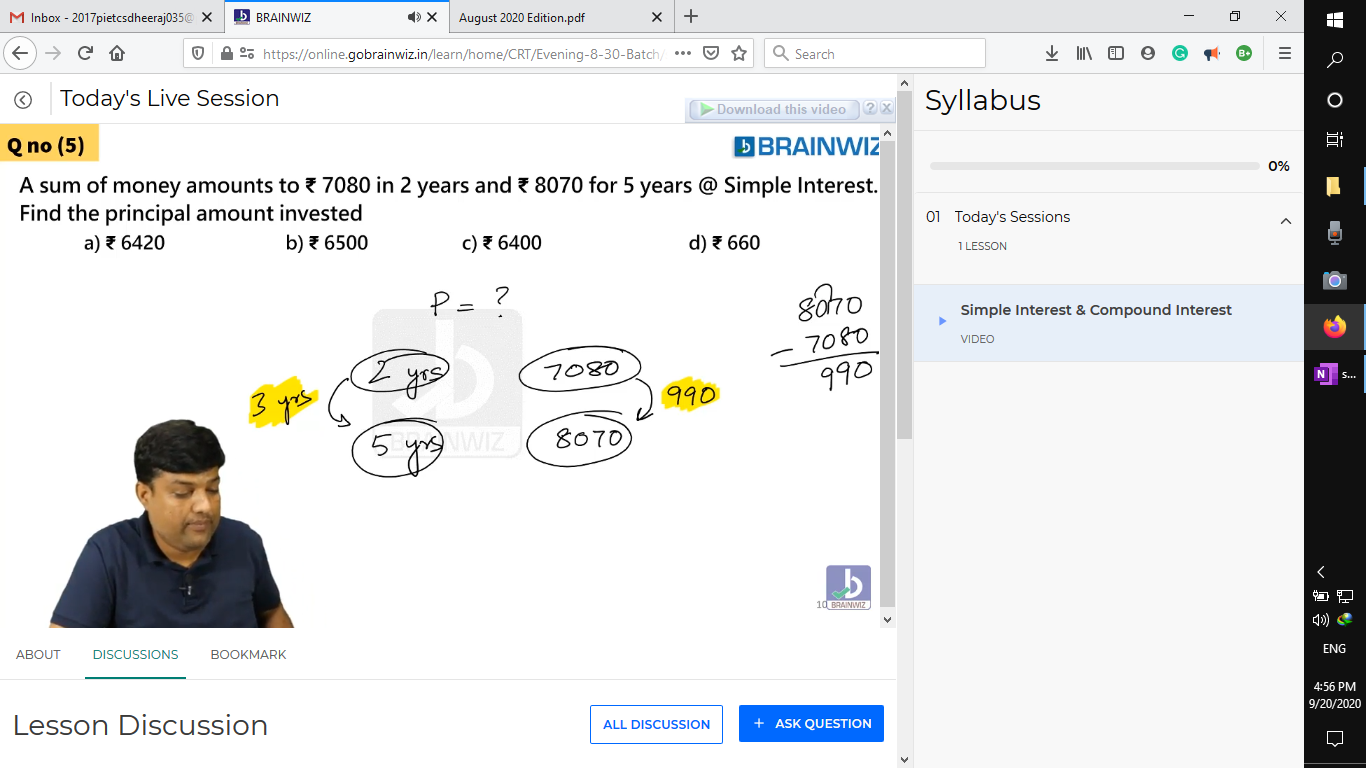 Inbox - 2017pietcsdheeraj035@
BRAINWIZ
August 2020 Edition.pdf
https://online.gobrainwiz.in/learn/home/CRT/Evening-8-30-Batch/
Search
Today's Live Session
Download this video
Syllabus
Q no (5)
BRAINWIZ
A sum of money amounts to ₹ 7080 in 2 years and ₹ 8070 for 5 years @ Simple Interest.
Find the principal amount invested
a) ₹ 6420 b) ₹ 6500 c) ₹ 6400 d) ₹ 660
P = ?
8070
- 7080
990
2 yrs 7080
3 yrs 990
5 yrs 8070
BRAINWIZ
10
BRAINWIZ
0%
01 Today's Sessions
1 LESSON
Simple Interest & Compound Interest
VIDEO
ABOUT DISCUSSIONS BOOKMARK
Lesson Discussion
ALL DISCUSSION
+ ASK QUESTION
N s...
ENG
4:56 PM
9/20/2020